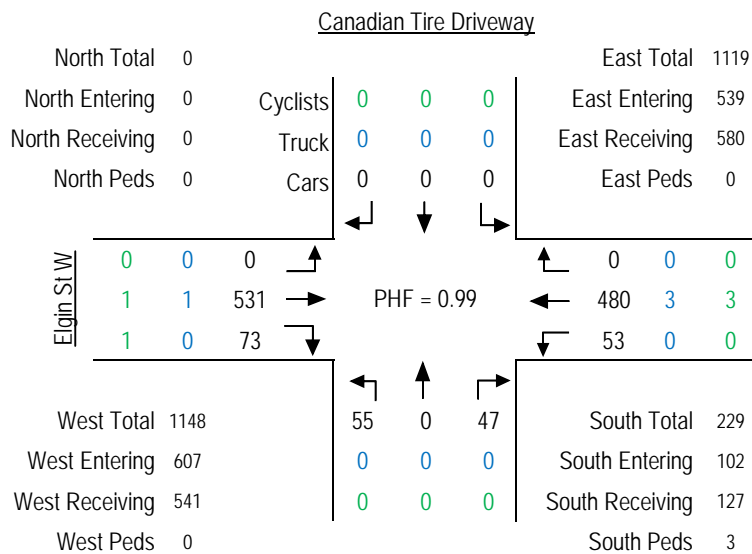 Canadian Tire Driveway
North Total 0
East Total 1119
North Entering 0
Cyclists 0 0 0
East Entering 539
North Receiving 0
Truck 0 0 0
East Receiving 580
North Peds 0
Cars 0 0 0
East Peds 0
Elgin St W
0 0 0
0 0 0
1 1 531
PHF = 0.99
480 3 3
1 0 73
53 0 0
West Total 1148
55 0 47
South Total 229
West Entering 607
0 0 0
South Entering 102
West Receiving 541
0 0 0
South Receiving 127
West Peds 0
South Peds 3